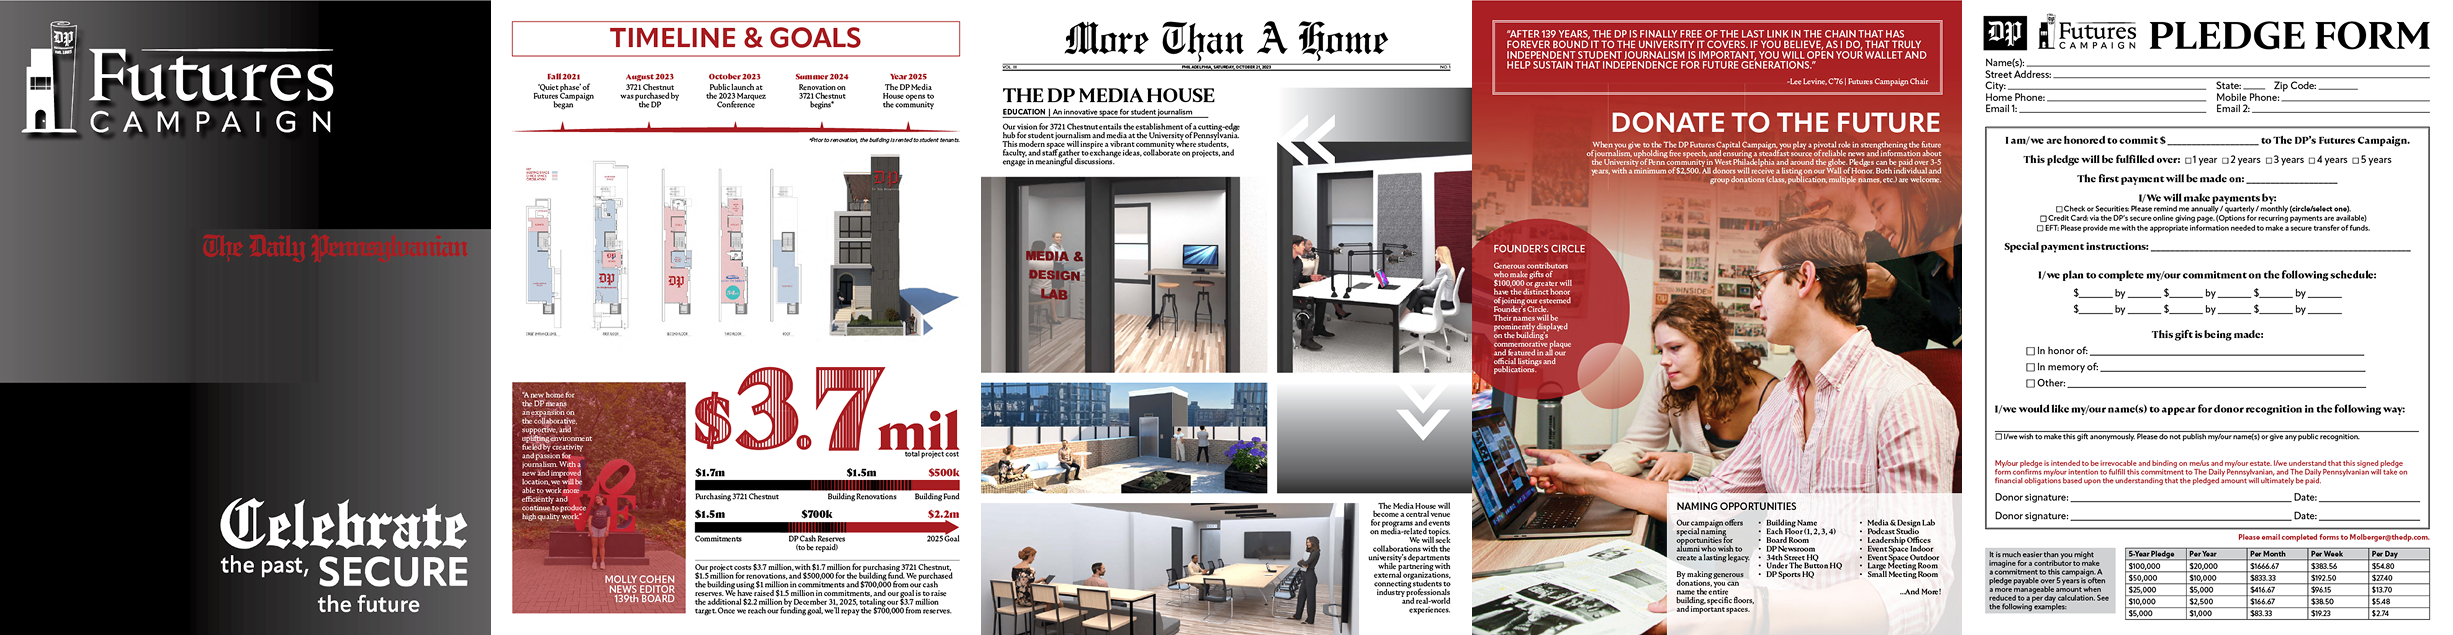 DP
Futures
CAMPAIGN
The Daily Pennsylvanian
Celebrate
the past, SECURE
the future
TIMELINE & GOALS
Fall 2021
'Quiet phase' of
Futures Campaign
began
August 2023
3721 Chestnut
was purchased by
the DP
October 2023
Public launch at
the 2023 Marquez
Conference
Summer 2024
Renovation on
3721 Chestnut
begins*
Year 2025
The DP Media
House opens to
the community
*Prior to renovation, the building is rented to student tenants.
DP
DP
DP
DP
"A new home for
the DP means
an expansion on
the collaborative,
supportive, and
uplifting environment
fueled by creativity
and passion for
journalism. With a
new and improved
location, we will be
able to work more
efficiently and
continue to produce
high quality work."
MOLLY COHEN
NEWS EDITOR
139th BOARD
$3.7 mil
total project cost
$1.7m $1.5m $500k
Purchasing 3721 Chestnut Building Renovations Building Fund
$1.5m $700k $2.2m
Commitments DP Cash Reserves 2025 Goal
(to be repaid)
Our project costs $3.7 million, with $1.7 million for purchasing 3721 Chestnut,
$1.5 million for renovations, and $500,000 for the building fund. We purchased
the building using $1 million in commitments and $700,000 from our cash
reserves. We have raised $1.5 million in commitments, and our goal is to raise
the additional $2.2 million by December 31, 2025, totaling our $3.7 million
target. Once we reach our funding goal, we'll repay the $700,000 from reserves.
More Than A Home
VOL. III PHILADELPHIA, SATURDAY, OCTOBER 21, 2023 NO. 1
THE DP MEDIA HOUSE
EDUCATION | An innovative space for student journalism
Our vision for 3721 Chestnut entails the establishment of a cutting-edge
hub for student journalism and media at the University of Pennsylvania.
This modern space will inspire a vibrant community where students,
faculty, and staff gather to exchange ideas, collaborate on projects, and
engage in meaningful discussions.
MEDIA &
DESIGN
LAB
The Media House will
become a central venue
for programs and events
on media-related topics.
We will seek
collaborations with the
university's departments
while partnering with
external organizations,
connecting students to
industry professionals
and real-world
experiences.
"AFTER 139 YEARS, THE DP IS FINALLY FREE OF THE LAST LINK IN THE CHAIN THAT HAS
FOREVER BOUND IT TO THE UNIVERSITY IT COVERS. IF YOU BELIEVE, AS I DO, THAT TRULY
INDEPENDENT STUDENT JOURNALISM IS IMPORTANT, YOU WILL OPEN YOUR WALLET AND
HELP SUSTAIN THAT INDEPENDENCE FOR FUTURE GENERATIONS."
-Lee Levine, C'76 | Futures Campaign Chair
DONATE TO THE FUTURE
When you give to the The DP Futures Capital Campaign, you play a pivotal role in strengthening the future
of journalism, upholding free speech, and ensuring a steadfast source of reliable news and information about
the University of Penn community in West Philadelphia and around the globe. Pledges can be paid over 3-5
years, with a minimum of $2,500. All donors will receive a listing on our Wall of Honor. Both individual and
group donations (class, publication, multiple names, etc.) are welcome.
FOUNDER'S CIRCLE
Generous contributors
who make gifts of
$100,000 or greater will
have the distinct honor
of joining our esteemed
Founder's Circle.
Their names will be
prominently displayed
on the building's
commemorative plaque
and featured in all our
official listings and
publications.
NAMING OPPORTUNITIES
Our campaign offers
special naming
opportunities for
alumni who wish to
create a lasting legacy.
By making generous
donations, you can
name the entire
building, specific floors,
and important spaces.
• Building Name
• Each Floor (1, 2, 3, 4)
• Board Room
• DP Newsroom
• 34th Street HQ
• Under The Button HQ
• DP Sports HQ
• Media & Design Lab
• Podcast Studio
• Leadership Offices
• Event Space Indoor
• Event Space Outdoor
• Large Meeting Room
• Small Meeting Room
...And More!
DP Futures CAMPAIGN PLEDGE FORM
Name(s):
Street Address:
City: State: Zip Code:
Home Phone: Mobile Phone:
Email 1: Email 2:
I am/we are honored to commit $ to The DP's Futures Campaign.
This pledge will be fulfilled over: □ 1 year □ 2 years □ 3 years □ 4 years □ 5 years
The first payment will be made on:
I/We will make payments by:
□ Check or Securities: Please remind me annually / quarterly / monthly (circle/select one).
□ Credit Card: via the DP's secure online giving page. (Options for recurring payments are available)
□ EFT: Please provide me with the appropriate information needed to make a secure transfer of funds.
Special payment instructions:
I/we plan to complete my/our commitment on the following schedule:
$ by $ by $ by
$ by $ by $ by
This gift is being made:
□ In honor of:
□ In memory of:
□ Other:
I/we would like my/our name(s) to appear for donor recognition in the following way:
□ I/we wish to make this gift anonymously. Please do not publish my/our name(s) or give any public recognition.
My/our pledge is intended to be irrevocable and binding on me/us and my/our estate. I/we understand that this signed pledge
form confirms my/our intention to fulfill this commitment to The Daily Pennsylvanian, and The Daily Pennsylvanian will take on
financial obligations based upon the understanding that the pledged amount will ultimately be paid.
Donor signature: Date:
Donor signature: Date:
Please email completed forms to Molberger@thedp.com.
It is much easier than you might
imagine for a contributor to make
a commitment to this campaign. A
pledge payable over 5 years is often
a more manageable amount when
reduced to a per day calculation. See
the following examples:
5-Year Pledge Per Year Per Month Per Week Per Day
$100,000 $20,000 $1666.67 $383.56 $54.80
$50,000 $10,000 $833.33 $192.50 $27.40
$25,000 $5,000 $416.67 $96.15 $13.70
$10,000 $2,500 $166.67 $38.50 $5.48
$5,000 $1,000 $83.33 $19.23 $2.74